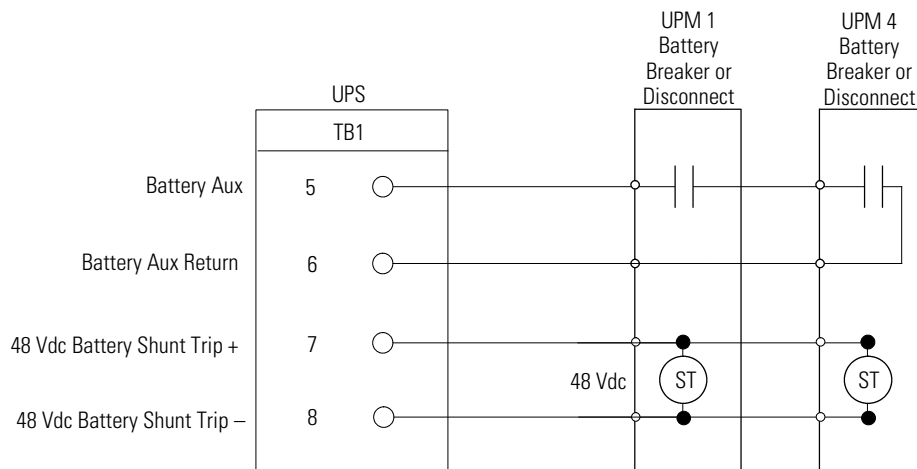 UPM 1
Battery
Breaker or
Disconnect
UPM 4
Battery
Breaker or
Disconnect
UPS
TB1
Battery Aux
5
Battery Aux Return
6
48 Vdc Battery Shunt Trip +
7
48 Vdc
ST
ST
48 Vdc Battery Shunt Trip –
8